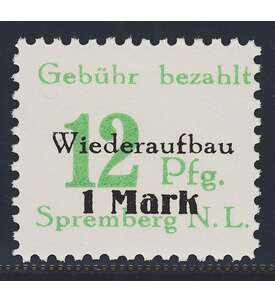 Gebühr bezahlt
Wiederaufbau
12 Pfg.
1 Mark
Spremberg N. L.